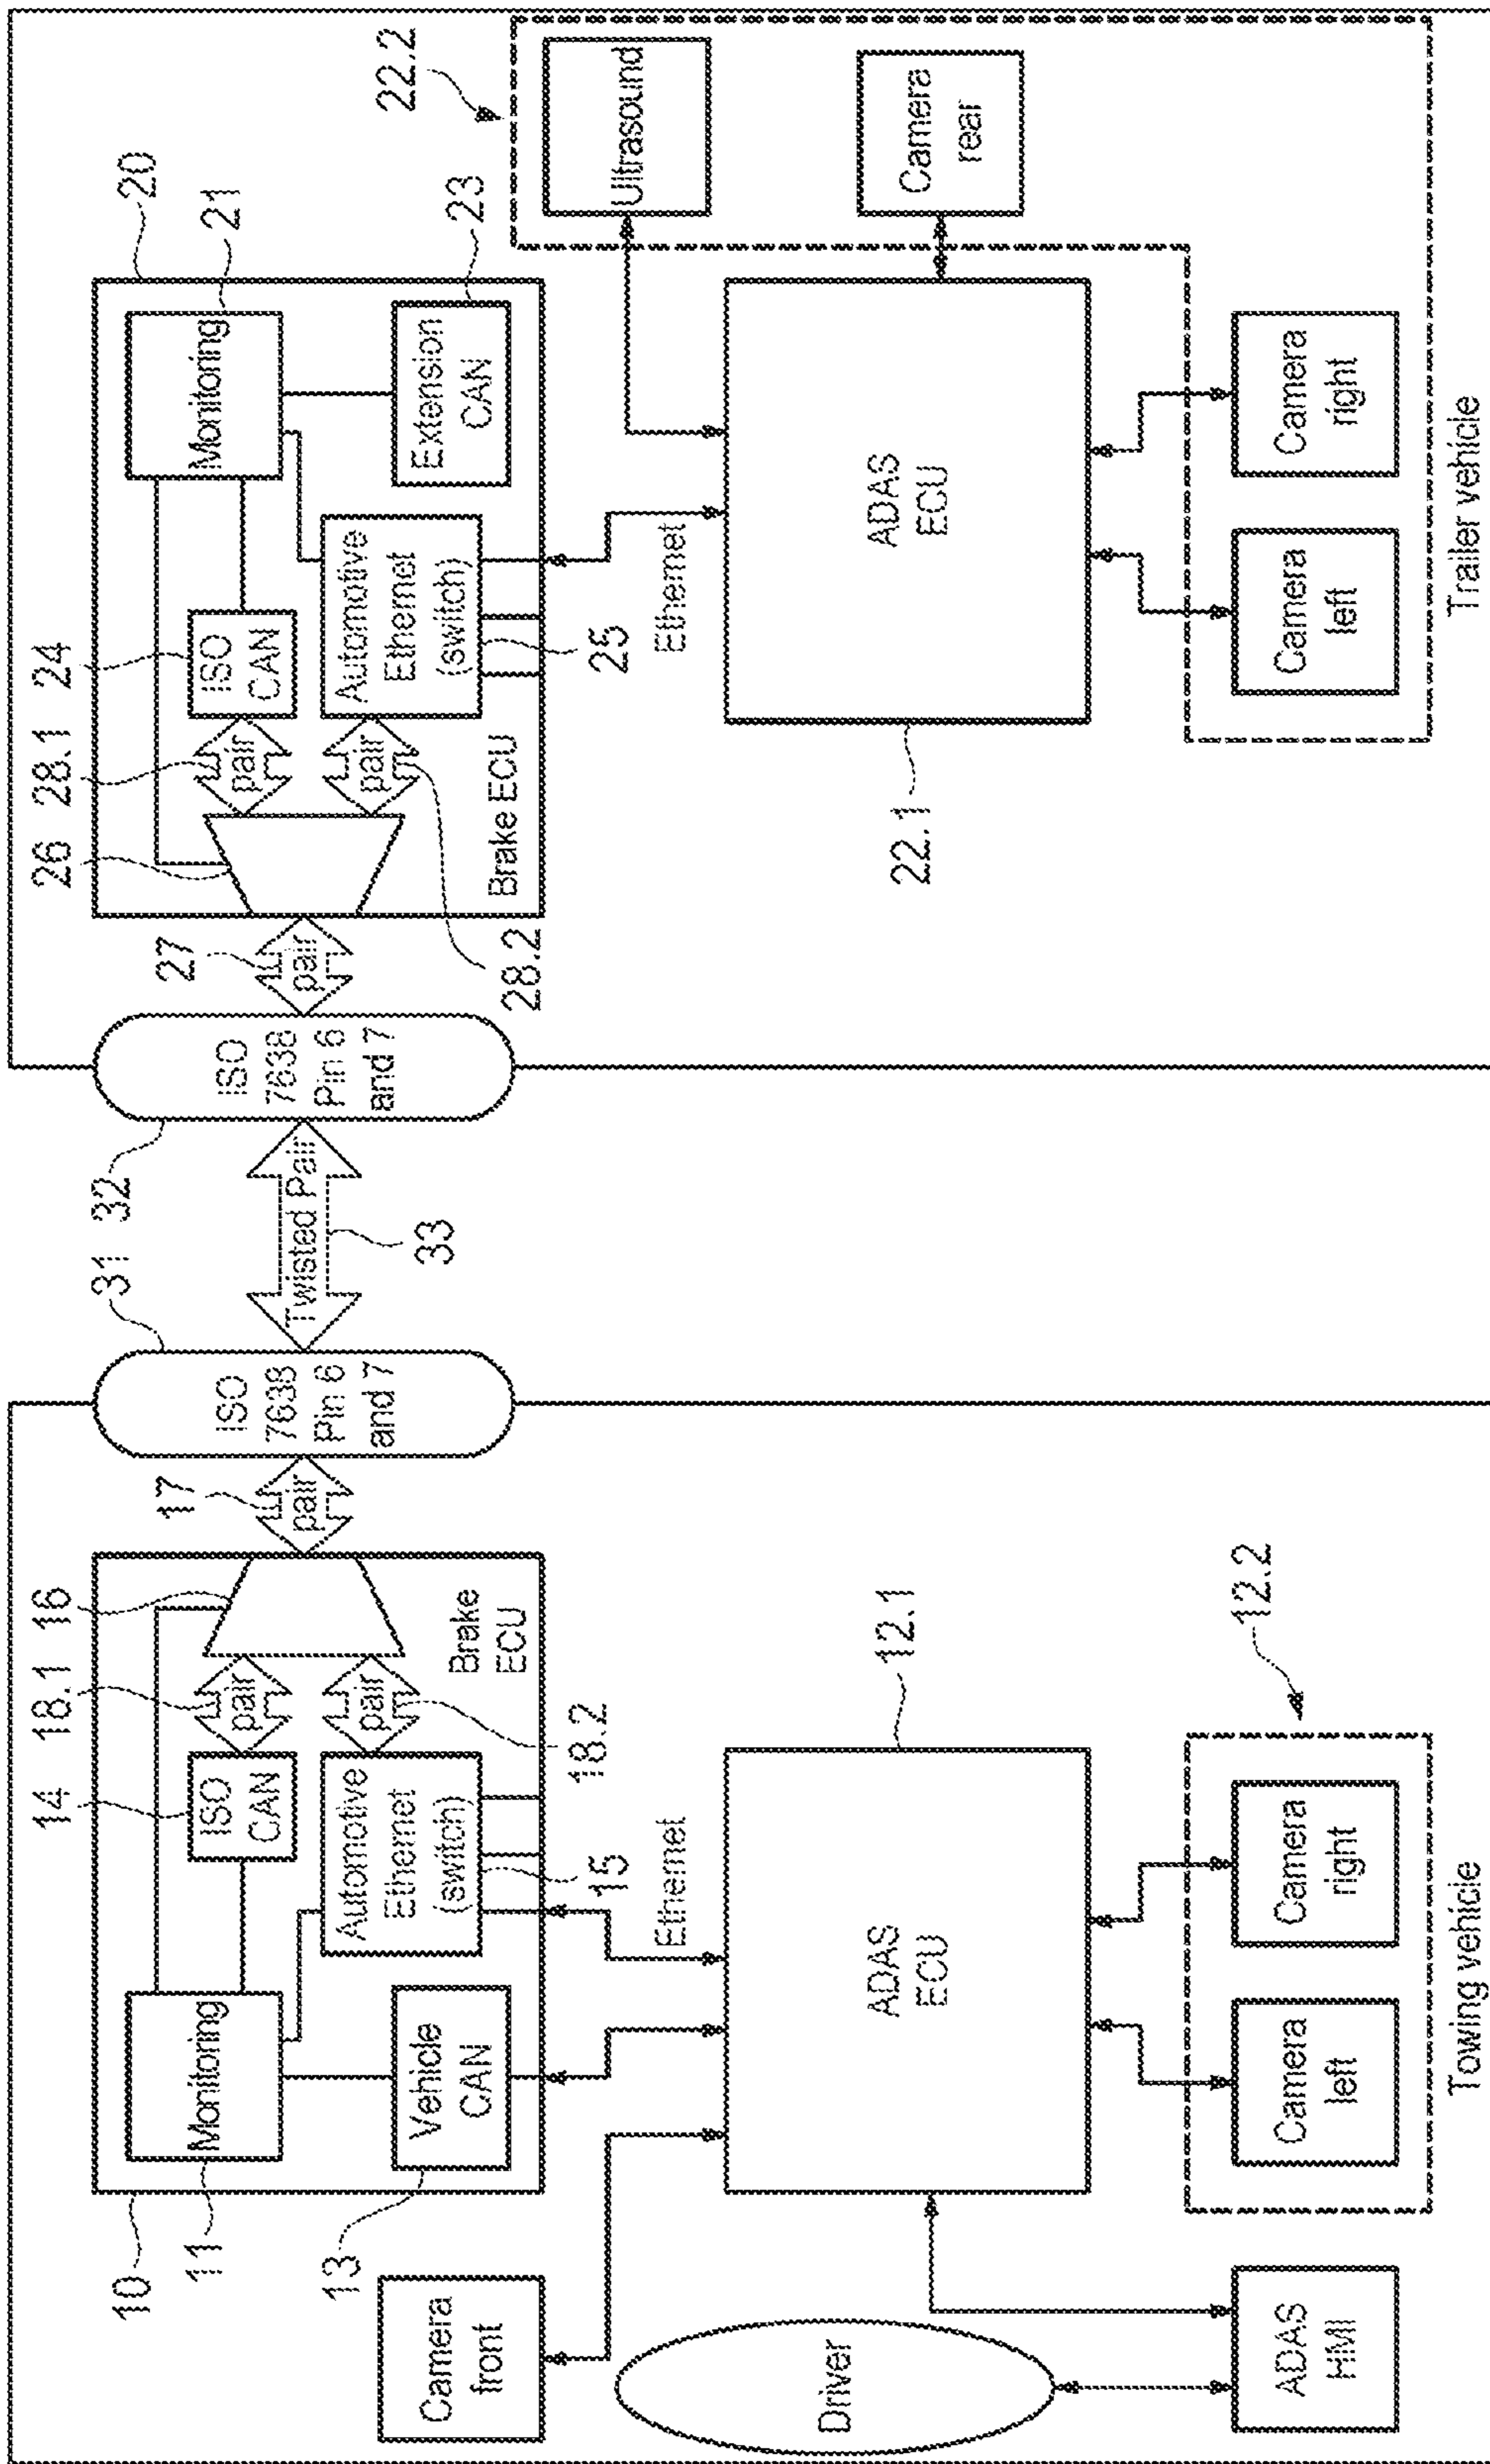 10
11
Monitoring
14
ISO
CAN
18.1
pair
16
13
Vehicle
CAN
Automotive
Ethernet
(switch)
15
pair
18.2
Brake
ECU
17
pair
31
ISO
7638
Pin 6
and 7
Twisted Pair
33
32
ISO
7638
Pin 6
and 7
27
pair
26
28.1
pair
24
ISO
CAN
Monitoring
21
20
28.2
pair
Brake ECU
Automotive
Ethernet
(switch)
25
Extension
CAN
23
22.2
Ultrasound
Camera
rear
Camera
front
Driver
Ethernet
ADAS
ECU
12.1
Ethernet
ADAS
ECU
22.1
ADAS
HMI
Camera
left
Camera
right
12.2
Camera
left
Camera
right
Towing vehicle
Trailer vehicle